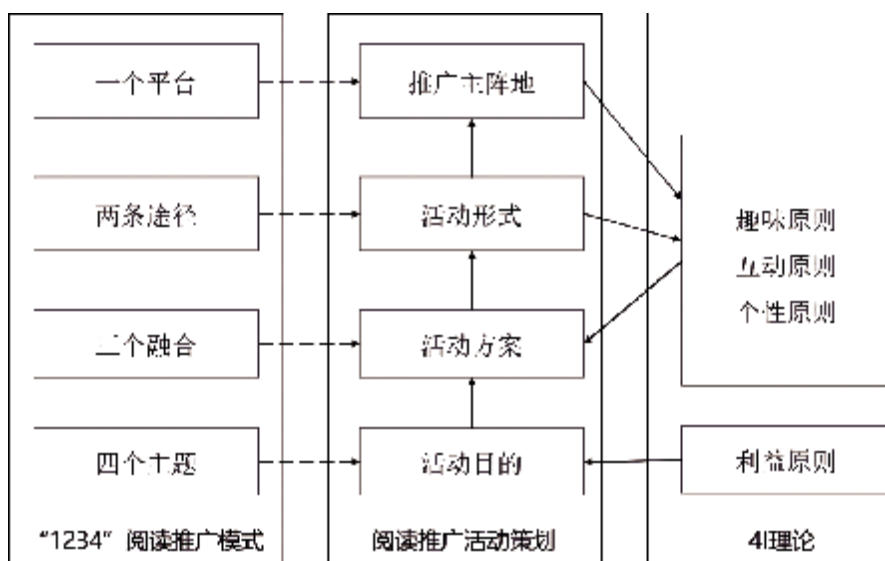 一个平台
推广主阵地
两条途径
活动形式
趣味原则
互动原则
个性原则
三个融合
活动方案
四个主题
活动目的
利益原则
“1234”阅读推广模式
阅读推广活动策划
4I理论